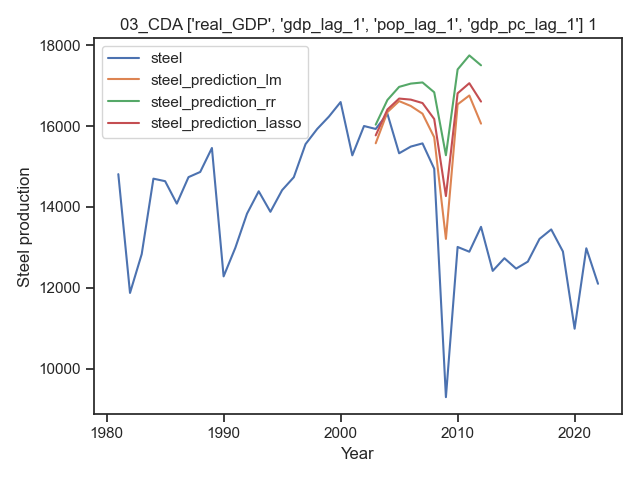 03_CDA ['real_GDP', 'gdp_lag_1', 'pop_lag_1', 'gdp_pc_lag_1'] 1
steel
steel_prediction_lm
steel_prediction_rr
steel_prediction_lasso
Steel production
18000
16000
14000
12000
10000
1980
1990
2000
2010
2020
Year